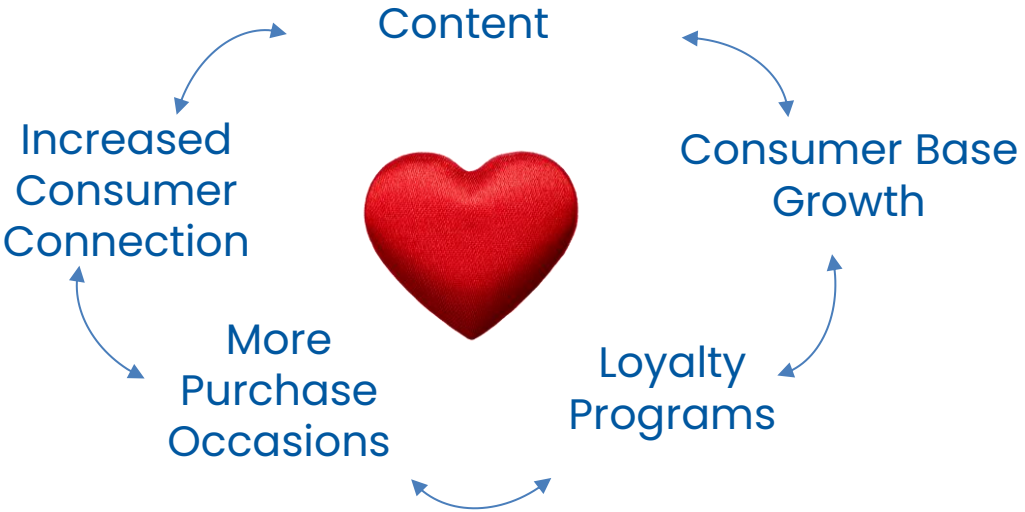 Content
Consumer Base
Growth
Loyalty
Programs
More
Purchase
Occasions
Increased
Consumer
Connection